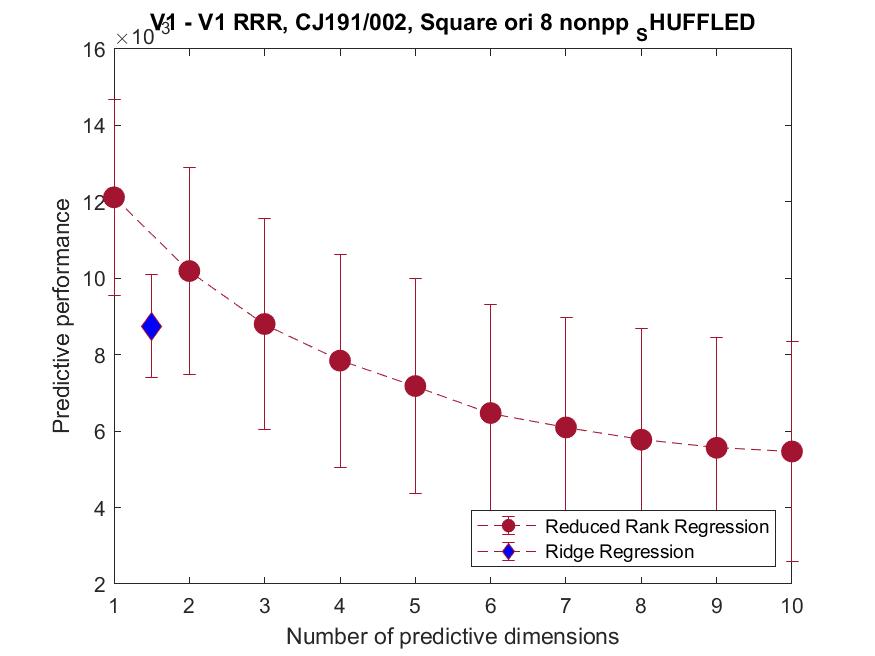 V1 - V1 RRR, CJ191/002, Square ori 8 nonpp SHUFFLED
×10-3
16
14
12
10
8
6
4
2
Predictive performance
1 2 3 4 5 6 7 8 9 10
Number of predictive dimensions
Reduced Rank Regression
Ridge Regression